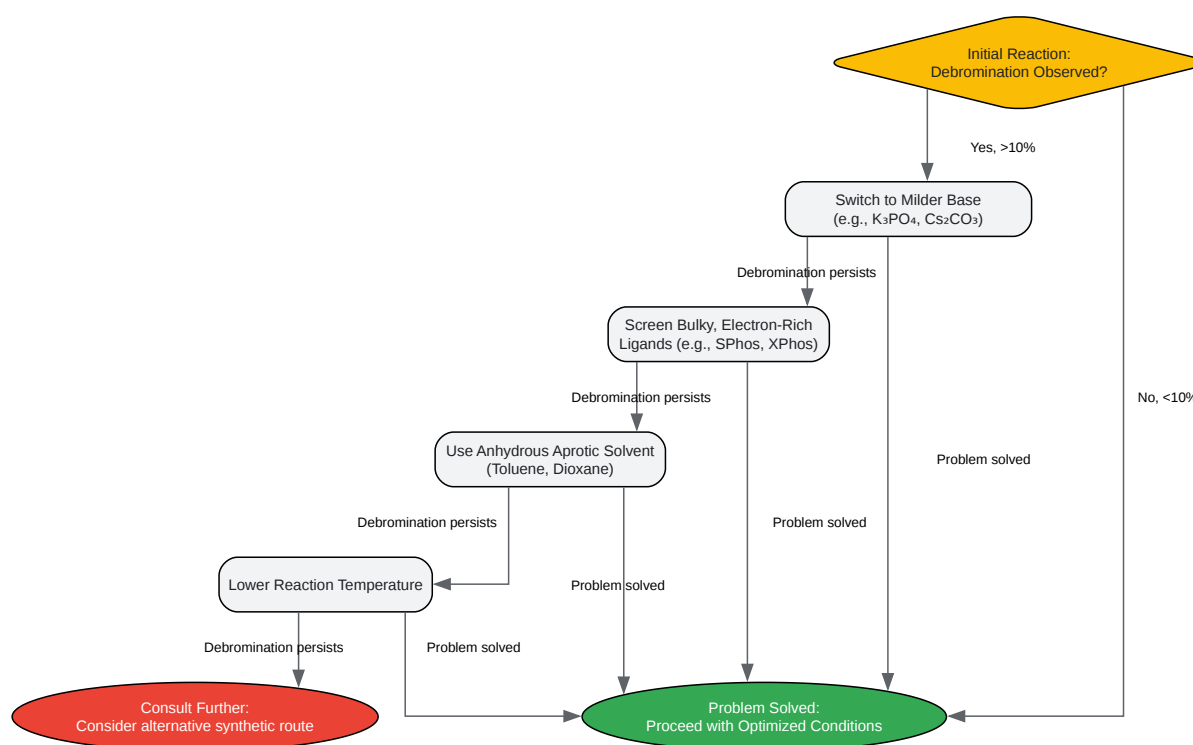 Initial Reaction:
Debromination Observed?
Yes, >10%
Switch to Milder Base
(e.g., K₃PO₄, Cs₂CO₃)
Debromination persists
Screen Bulky, Electron-Rich
Ligands (e.g., SPhos, XPhos)
Debromination persists
No, <10%
Use Anhydrous Aprotic Solvent
(Toluene, Dioxane)
Problem solved
Debromination persists
Problem solved
Lower Reaction Temperature
Problem solved
Debromination persists
Problem solved
Consult Further:
Consider alternative synthetic route
Problem Solved:
Proceed with Optimized Conditions